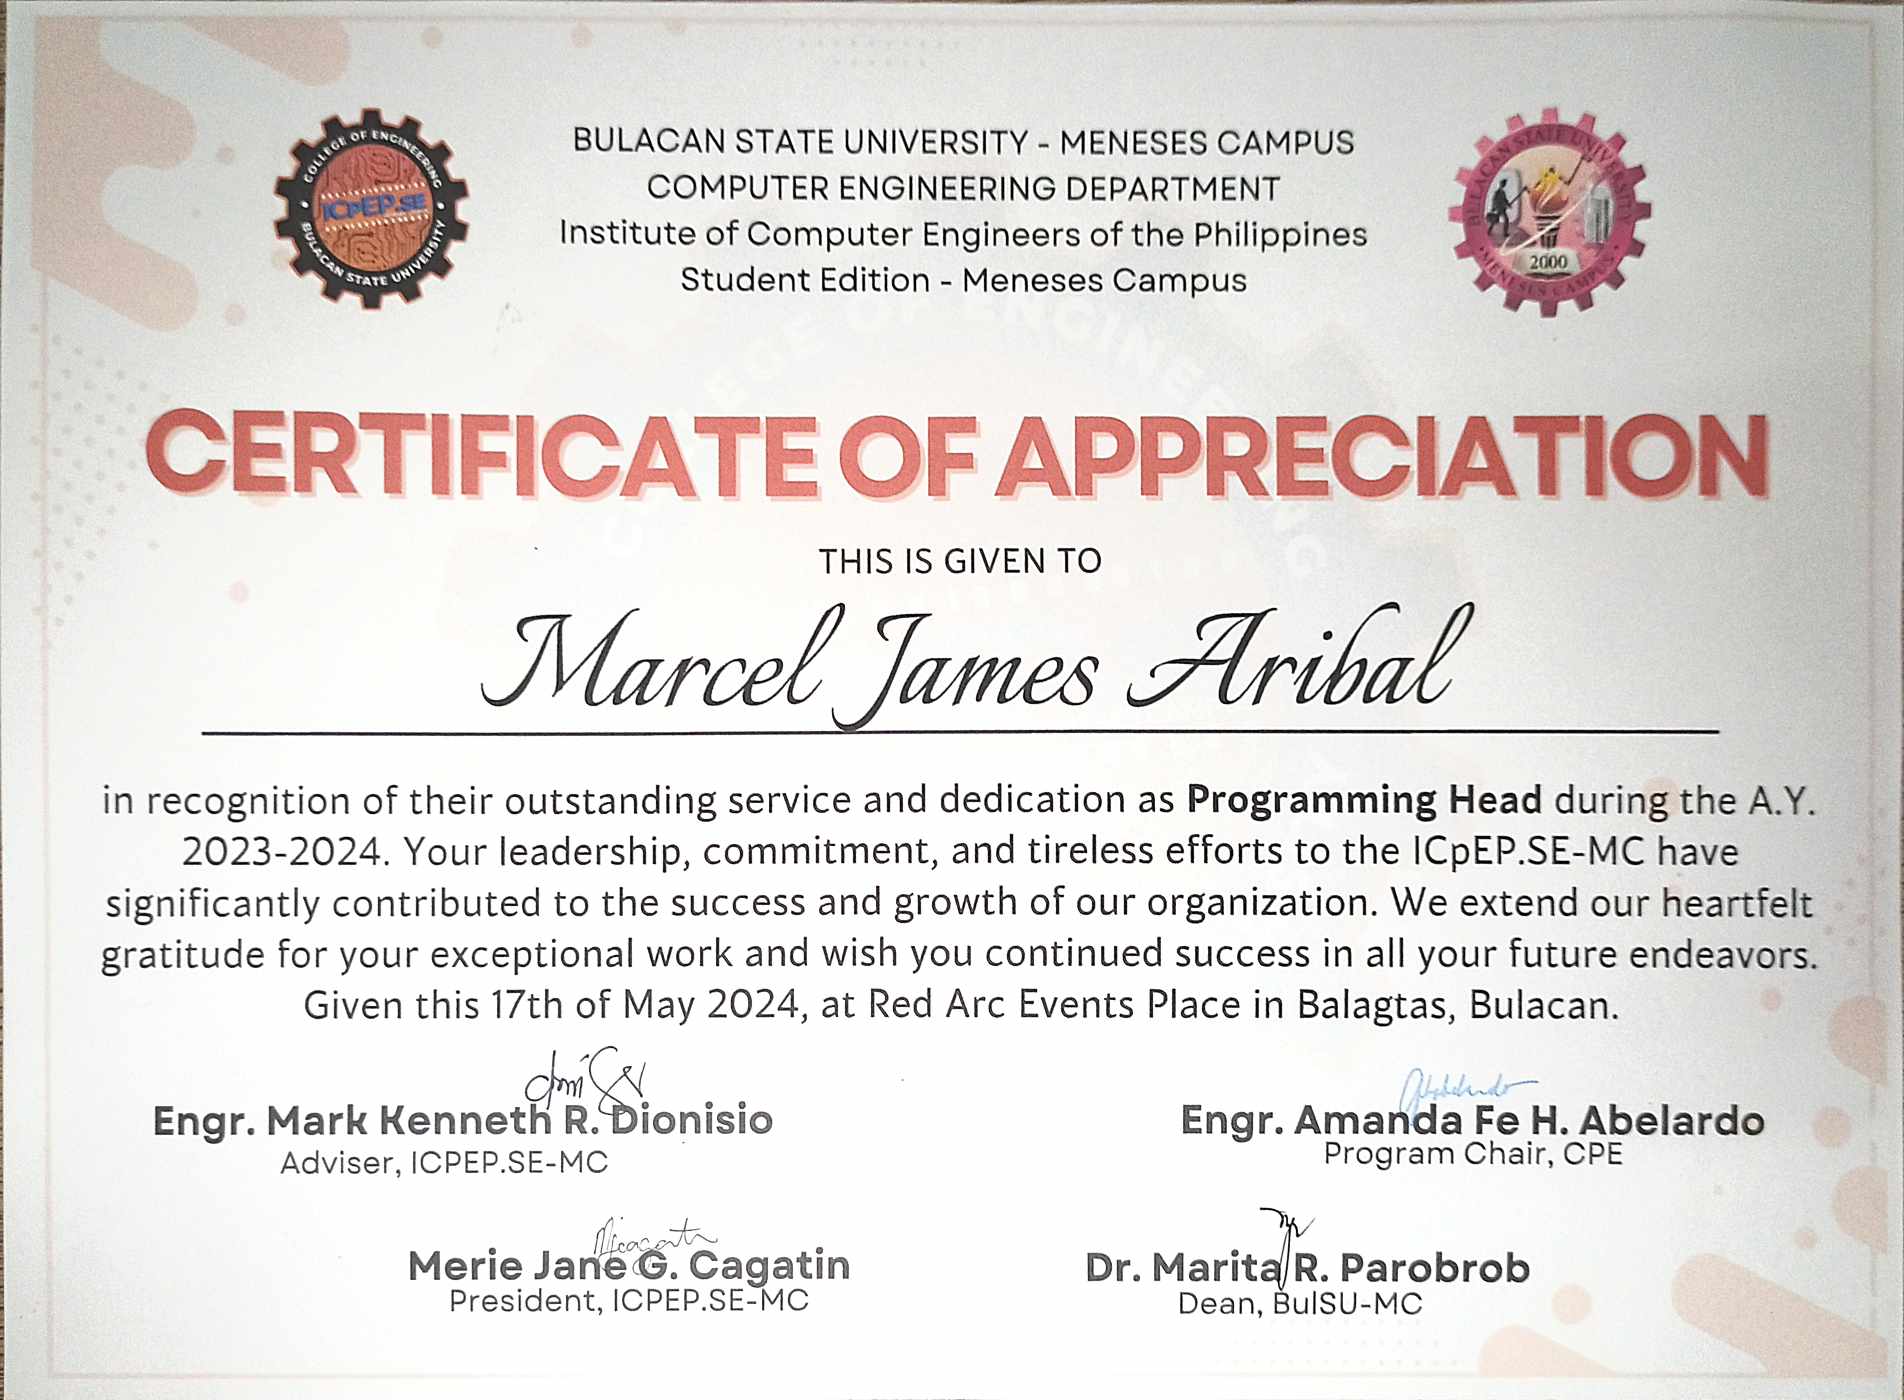 COLLEGE OF ENGINEERING
ICpEP.SE
BULACAN STATE UNIVERSITY
BULACAN STATE UNIVERSITY - MENESES CAMPUS
COMPUTER ENGINEERING DEPARTMENT
Institute of Computer Engineers of the Philippines
Student Edition - Meneses Campus
BULACAN STATE UNIVERSITY
2000
MENESES CAMPUS
COLLEGE OF ENGINEERING
CERTIFICATE OF APPRECIATION
THIS IS GIVEN TO
Marcel James Aribal
in recognition of their outstanding service and dedication as Programming Head during the A.Y.
2023-2024. Your leadership, commitment, and tireless efforts to the ICpEP.SE-MC have
significantly contributed to the success and growth of our organization. We extend our heartfelt
gratitude for your exceptional work and wish you continued success in all your future endeavors.
Given this 17th of May 2024, at Red Arc Events Place in Balagtas, Bulacan.
Engr. Mark Kenneth R. Dionisio
Adviser, ICPEP.SE-MC
Engr. Amanda Fe H. Abelardo
Program Chair, CPE
Merie Jane G. Cagatin
President, ICPEP.SE-MC
Dr. Marita R. Parobrob
Dean, BulSU-MC